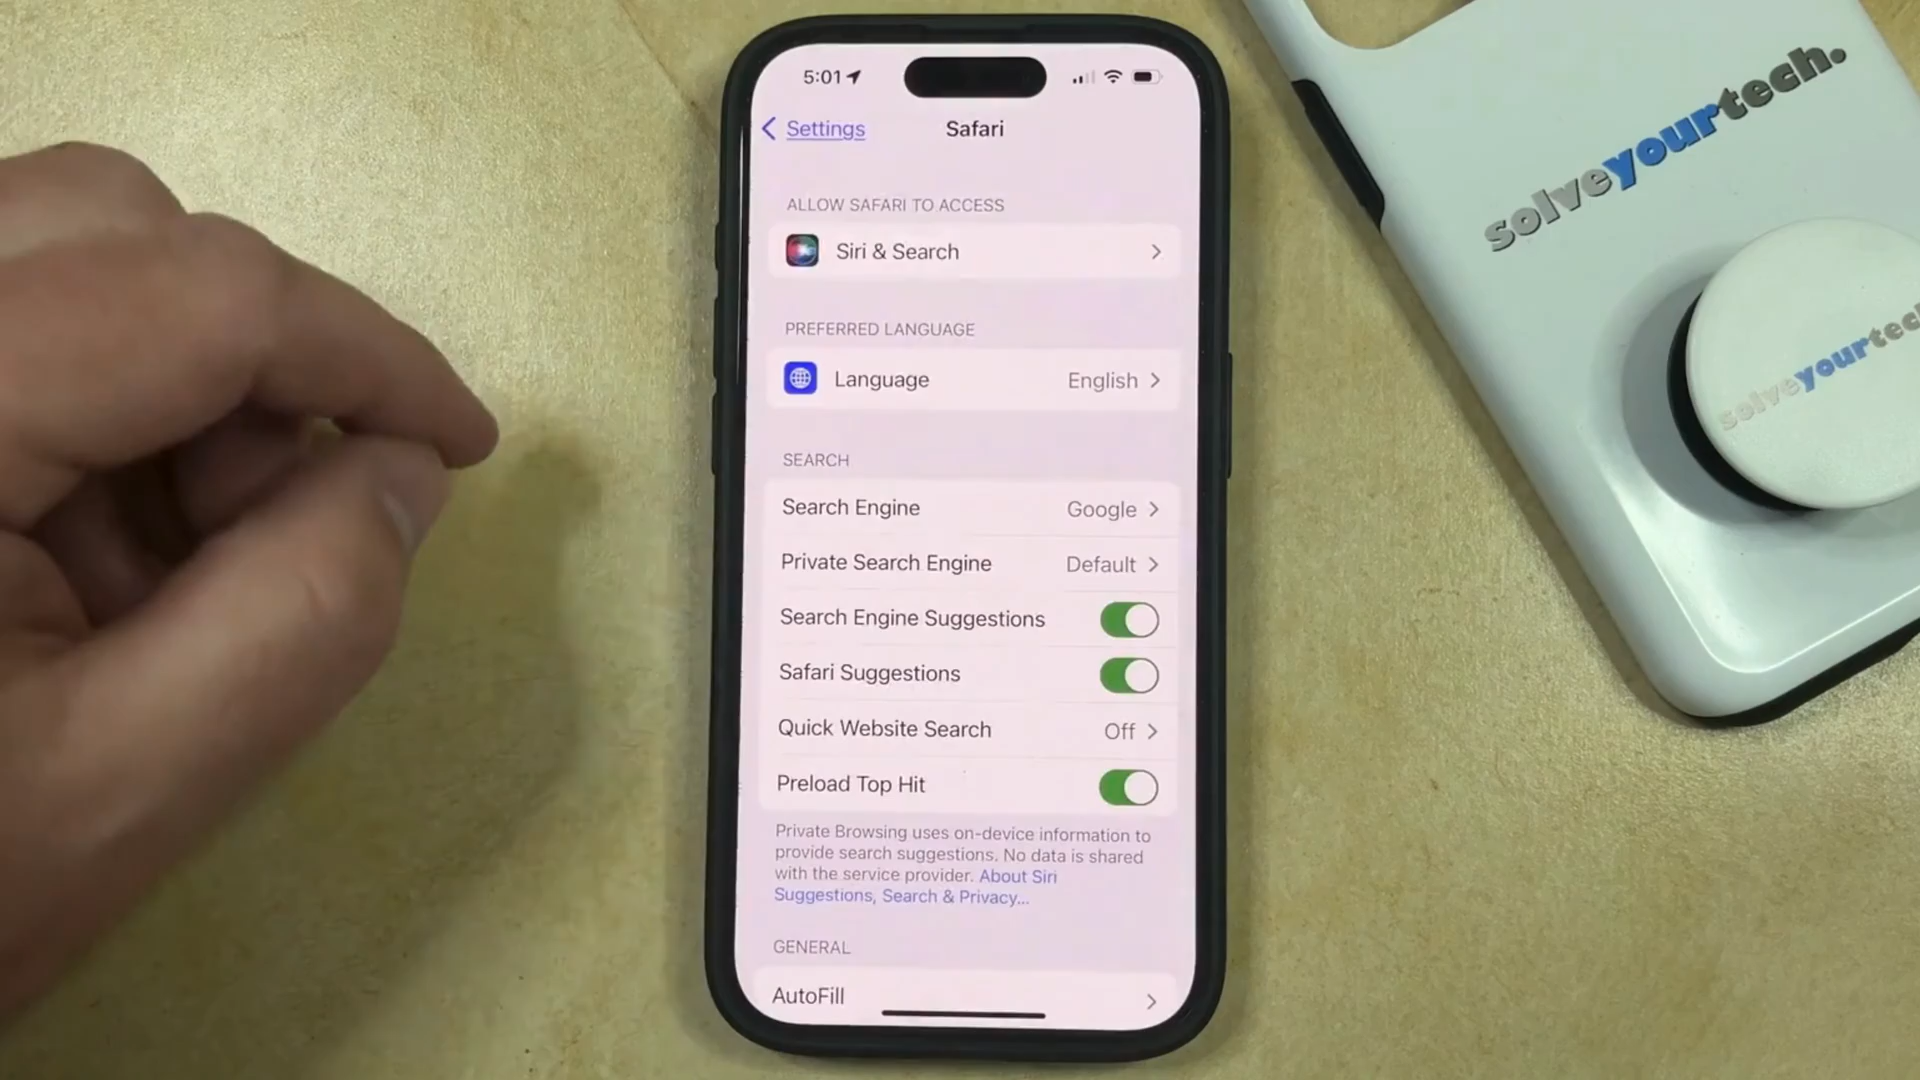 5:01
Settings
Safari
ALLOW SAFARI TO ACCESS
Siri & Search
PREFERRED LANGUAGE
Language English
SEARCH
Search Engine Google
Private Search Engine Default
Search Engine Suggestions
Safari Suggestions
Quick Website Search Off
Preload Top Hit
Private Browsing uses on-device information to
provide search suggestions. No data is shared
with the service provider. About Siri
Suggestions, Search & Privacy...
GENERAL
AutoFill
solveyourtech.
solveyourtech